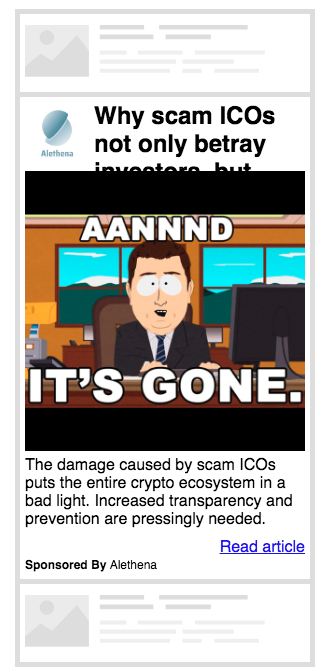 Alethena
Why scam ICOs
not only betray
investors, but
AANNND
IT'S GONE.
The damage caused by scam ICOs
puts the entire crypto ecosystem in a
bad light. Increased transparency and
prevention are pressingly needed.
Read article
Sponsored By Alethena